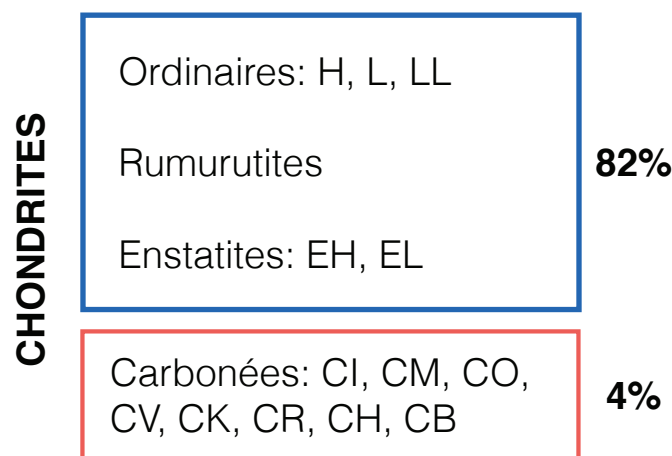 CHONDRITES
Ordinaires: H, L, LL
Rumurutites
Enstatites: EH, EL
82%
Carbonées: CI, CM, CO,
CV, CK, CR, CH, CB
4%